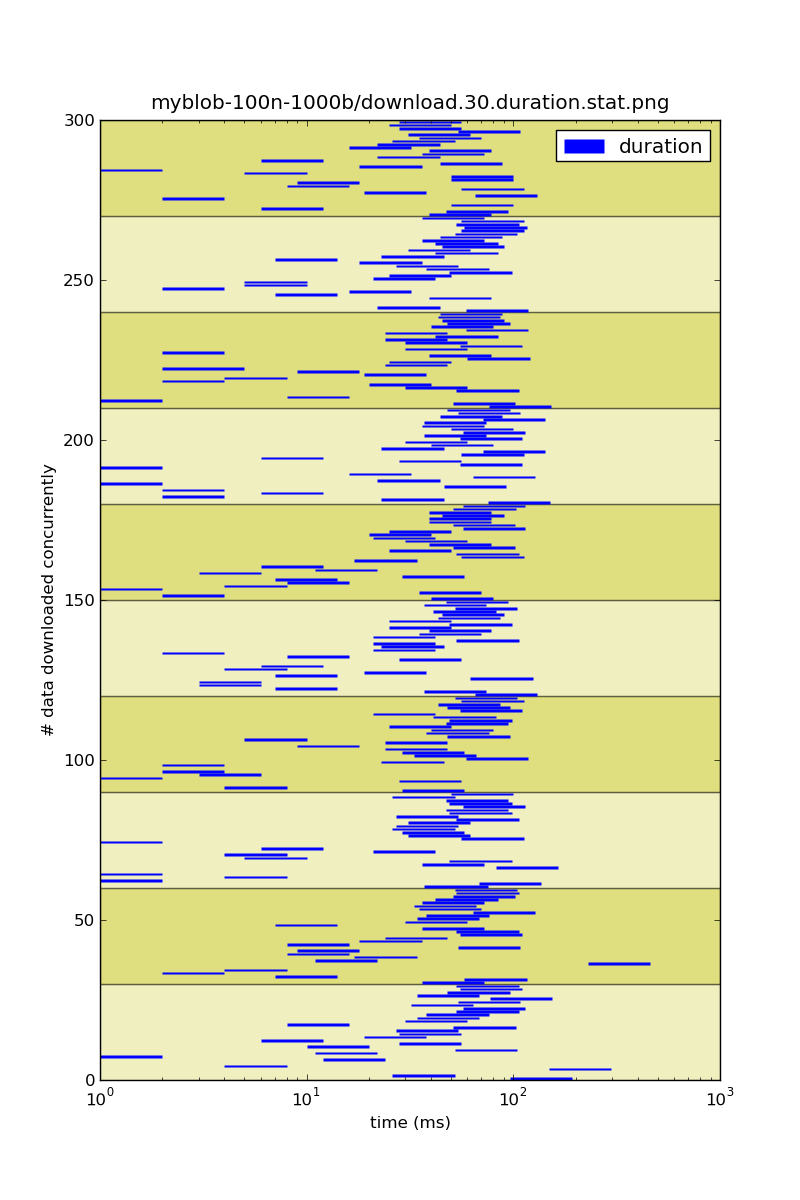 myblob-100n-1000b/download.30.duration.stat.png
duration
300
250
200
150
100
50
0
# data downloaded concurrently
10^0 10^1 10^2 10^3
time (ms)